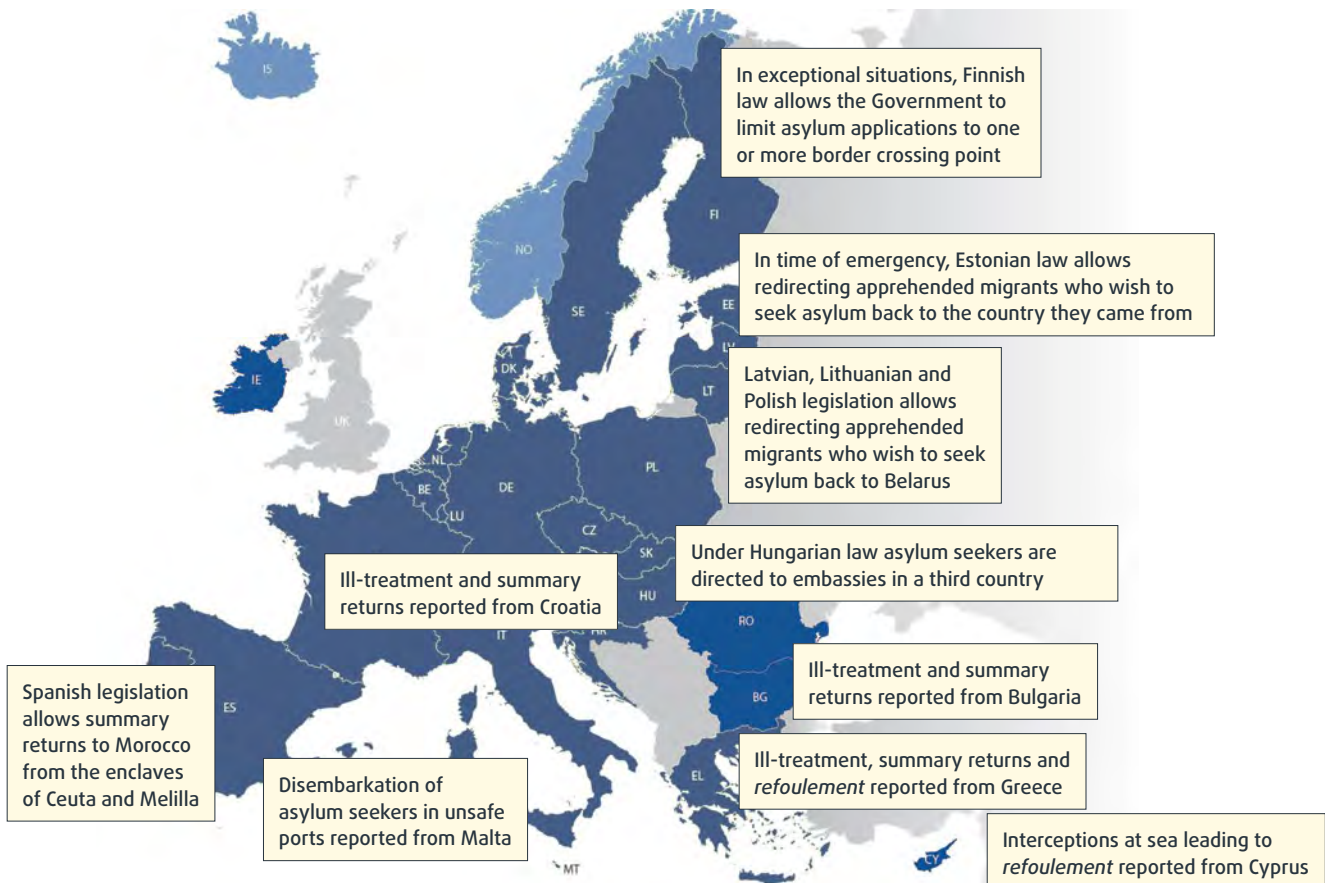 IS
In exceptional situations, Finnish
law allows the Government to
limit asylum applications to one
or more border crossing point
FI
NO
In time of emergency, Estonian law allows
redirecting apprehended migrants who wish to
seek asylum back to the country they came from
SE
EE
LV
IE
DK
LT
Latvian, Lithuanian and
Polish legislation allows
redirecting apprehended
migrants who wish to seek
asylum back to Belarus
UK
NL
PL
BE
DE
LU
CZ
SK
Under Hungarian law asylum seekers are
directed to embassies in a third country
Ill-treatment and summary
returns reported from Croatia
HU
RO
IT
HR
Ill-treatment and summary
returns reported from Bulgaria
BG
Spanish legislation
allows summary
returns to Morocco
from the enclaves
of Ceuta and Melilla
ES
Ill-treatment, summary returns and
refoulement reported from Greece
EL
Disembarkation of
asylum seekers in unsafe
ports reported from Malta
MT
Interceptions at sea leading to
refoulement reported from Cyprus
CY